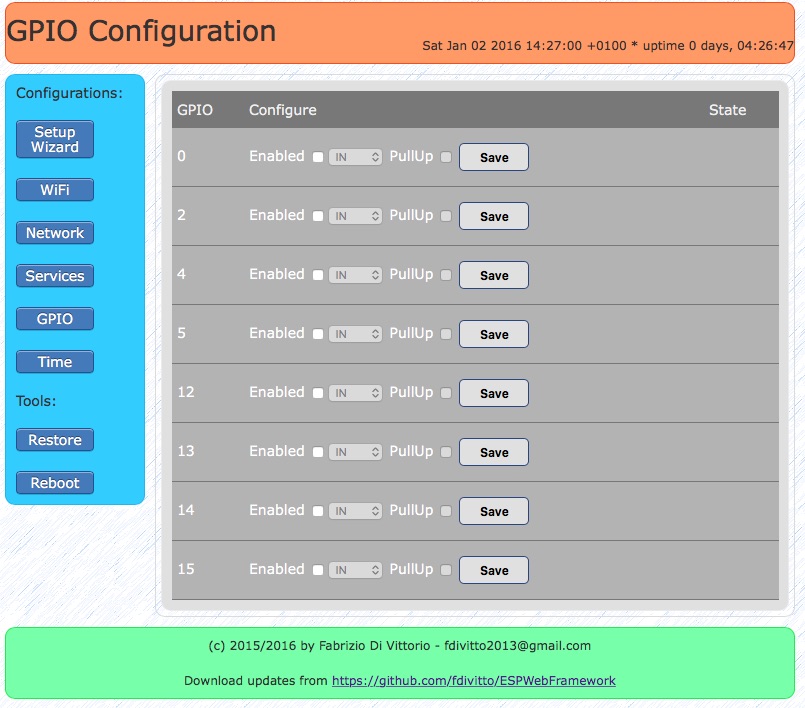 GPIO Configuration
Sat Jan 02 2016 14:27:00 +0100 * uptime 0 days, 04:26:47
Configurations:
Setup
Wizard
WiFi
Network
Services
GPIO
Time
Tools:
Restore
Reboot
GPIO Configure State
0 Enabled IN PullUp Save
2 Enabled IN PullUp Save
4 Enabled IN PullUp Save
5 Enabled IN PullUp Save
12 Enabled IN PullUp Save
13 Enabled IN PullUp Save
14 Enabled IN PullUp Save
15 Enabled IN PullUp Save
(c) 2015/2016 by Fabrizio Di Vittorio - fdivitto2013@gmail.com
Download updates from https://github.com/fdivitto/ESPWebFramework